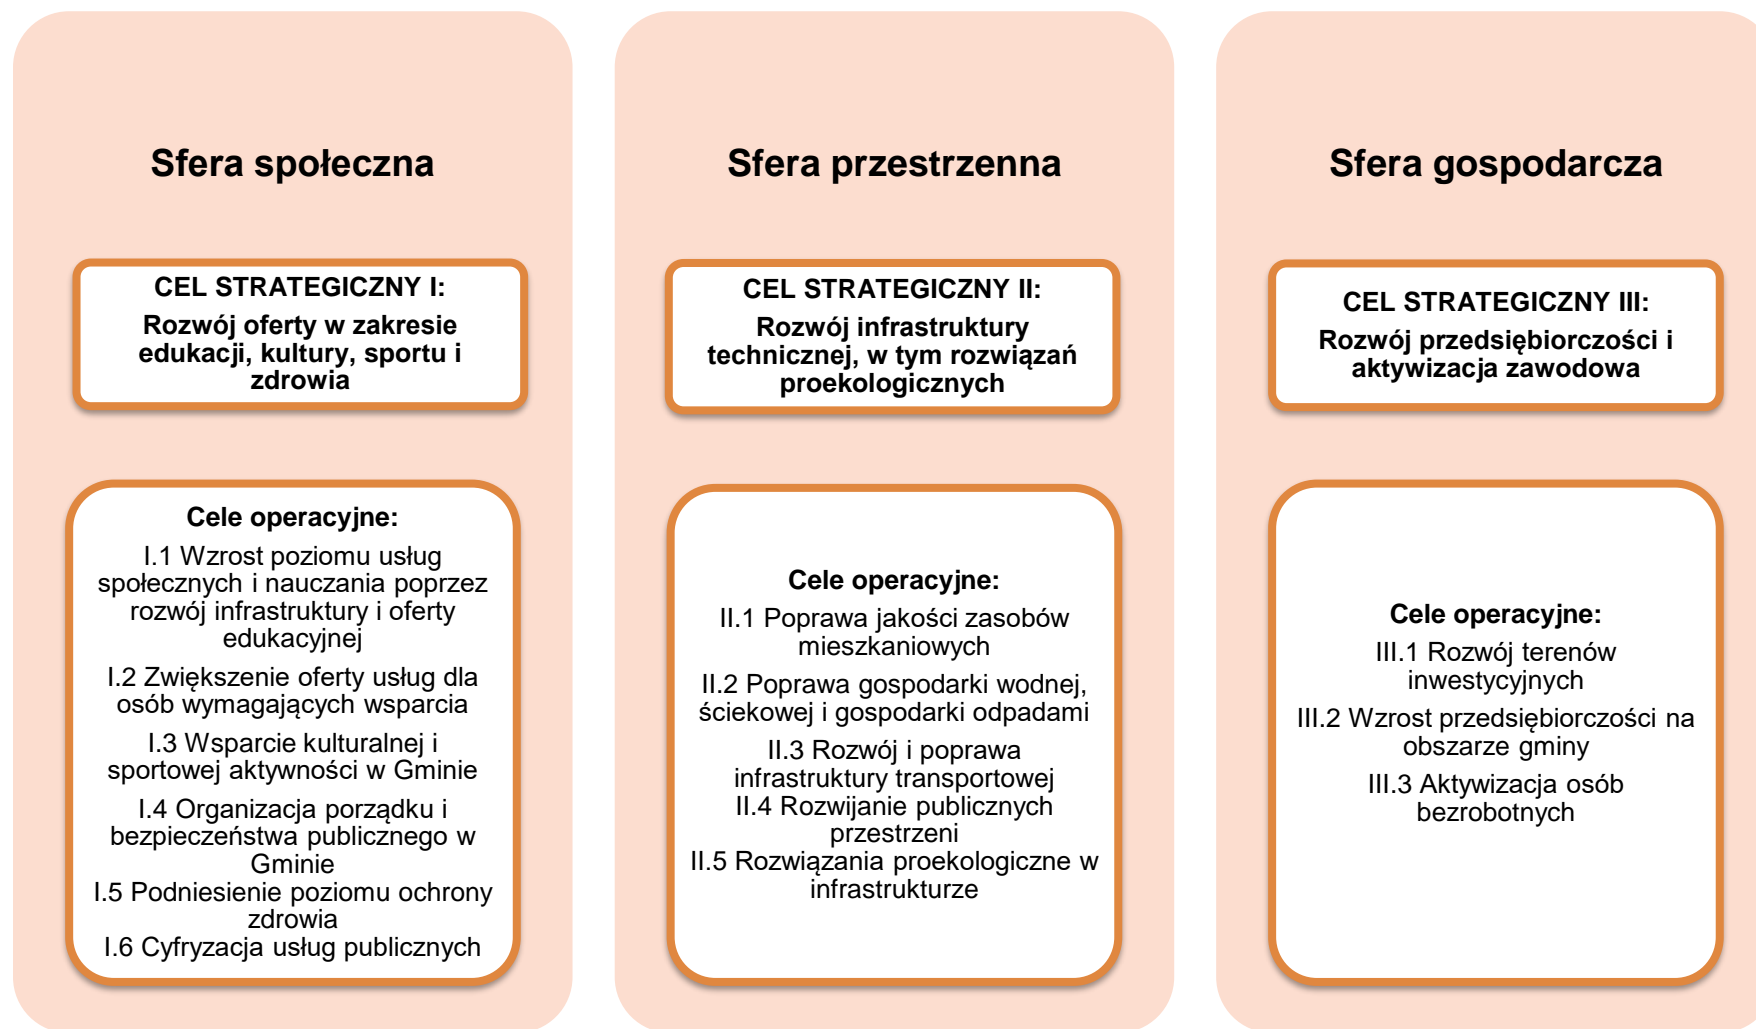 Sfera społeczna
CEL STRATEGICZNY I:
Rozwój oferty w zakresie
edukacji, kultury, sportu i
zdrowia
Cele operacyjne:
I.1 Wzrost poziomu usług
społecznych i nauczania poprzez
rozwój infrastruktury i oferty
edukacyjnej
I.2 Zwiększenie oferty usług dla
osób wymagających wsparcia
I.3 Wsparcie kulturalnej i
sportowej aktywności w Gminie
I.4 Organizacja porządku i
bezpieczeństwa publicznego w
Gminie
I.5 Podniesienie poziomu ochrony
zdrowia
I.6 Cyfryzacja usług publicznych
Sfera przestrzenna
CEL STRATEGICZNY II:
Rozwój infrastruktury
technicznej, w tym rozwiązań
proekologicznych
Cele operacyjne:
II.1 Poprawa jakości zasobów
mieszkaniowych
II.2 Poprawa gospodarki wodnej,
ściekowej i gospodarki odpadami
II.3 Rozwój i poprawa
infrastruktury transportowej
II.4 Rozwijanie publicznych
przestrzeni
II.5 Rozwiązania proekologiczne w
infrastrukturze
Sfera gospodarcza
CEL STRATEGICZNY III:
Rozwój przedsiębiorczości i
aktywizacja zawodowa
Cele operacyjne:
III.1 Rozwój terenów
inwestycyjnych
III.2 Wzrost przedsiębiorczości na
obszarze gminy
III.3 Aktywizacja osób
bezrobotnych